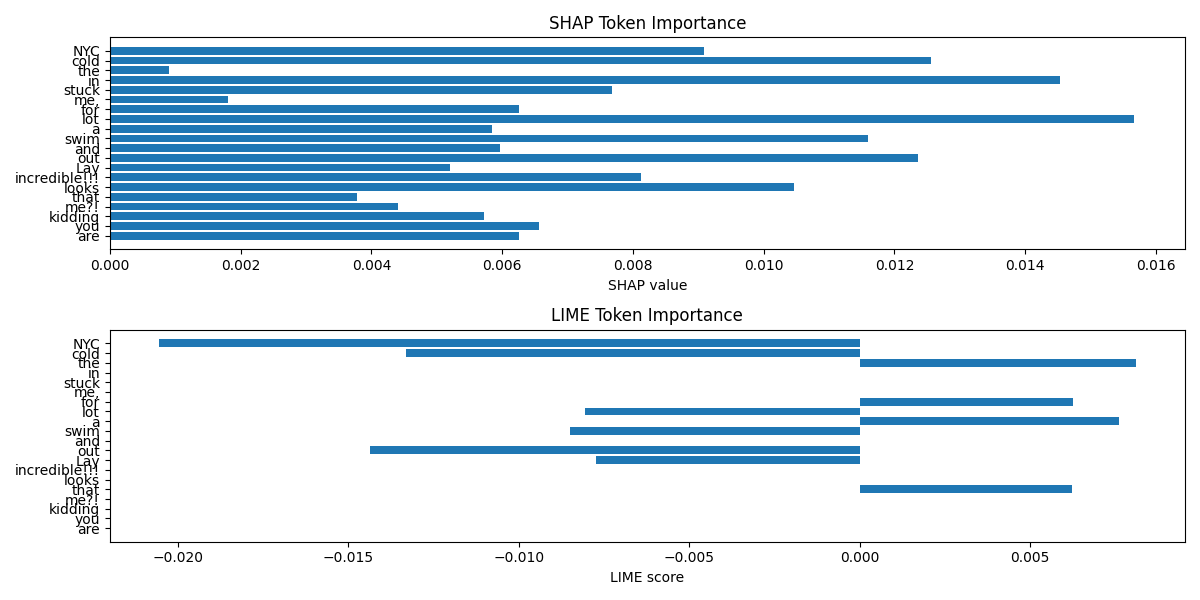 SHAP Token Importance
NYC
cold
the
in
stuck
me,
for
lot
a
swim
and
out
Lay
incredible!!!
looks
that
me?!
kidding
you
are
0.000 0.002 0.004 0.006 0.008 0.010 0.012 0.014 0.016
SHAP value
LIME Token Importance
NYC
cold
the
in
stuck
me,
for
lot
a
swim
and
out
Lay
incredible!!!
looks
that
me?!
kidding
you
are
−0.020 −0.015 −0.010 −0.005 0.000 0.005
LIME score